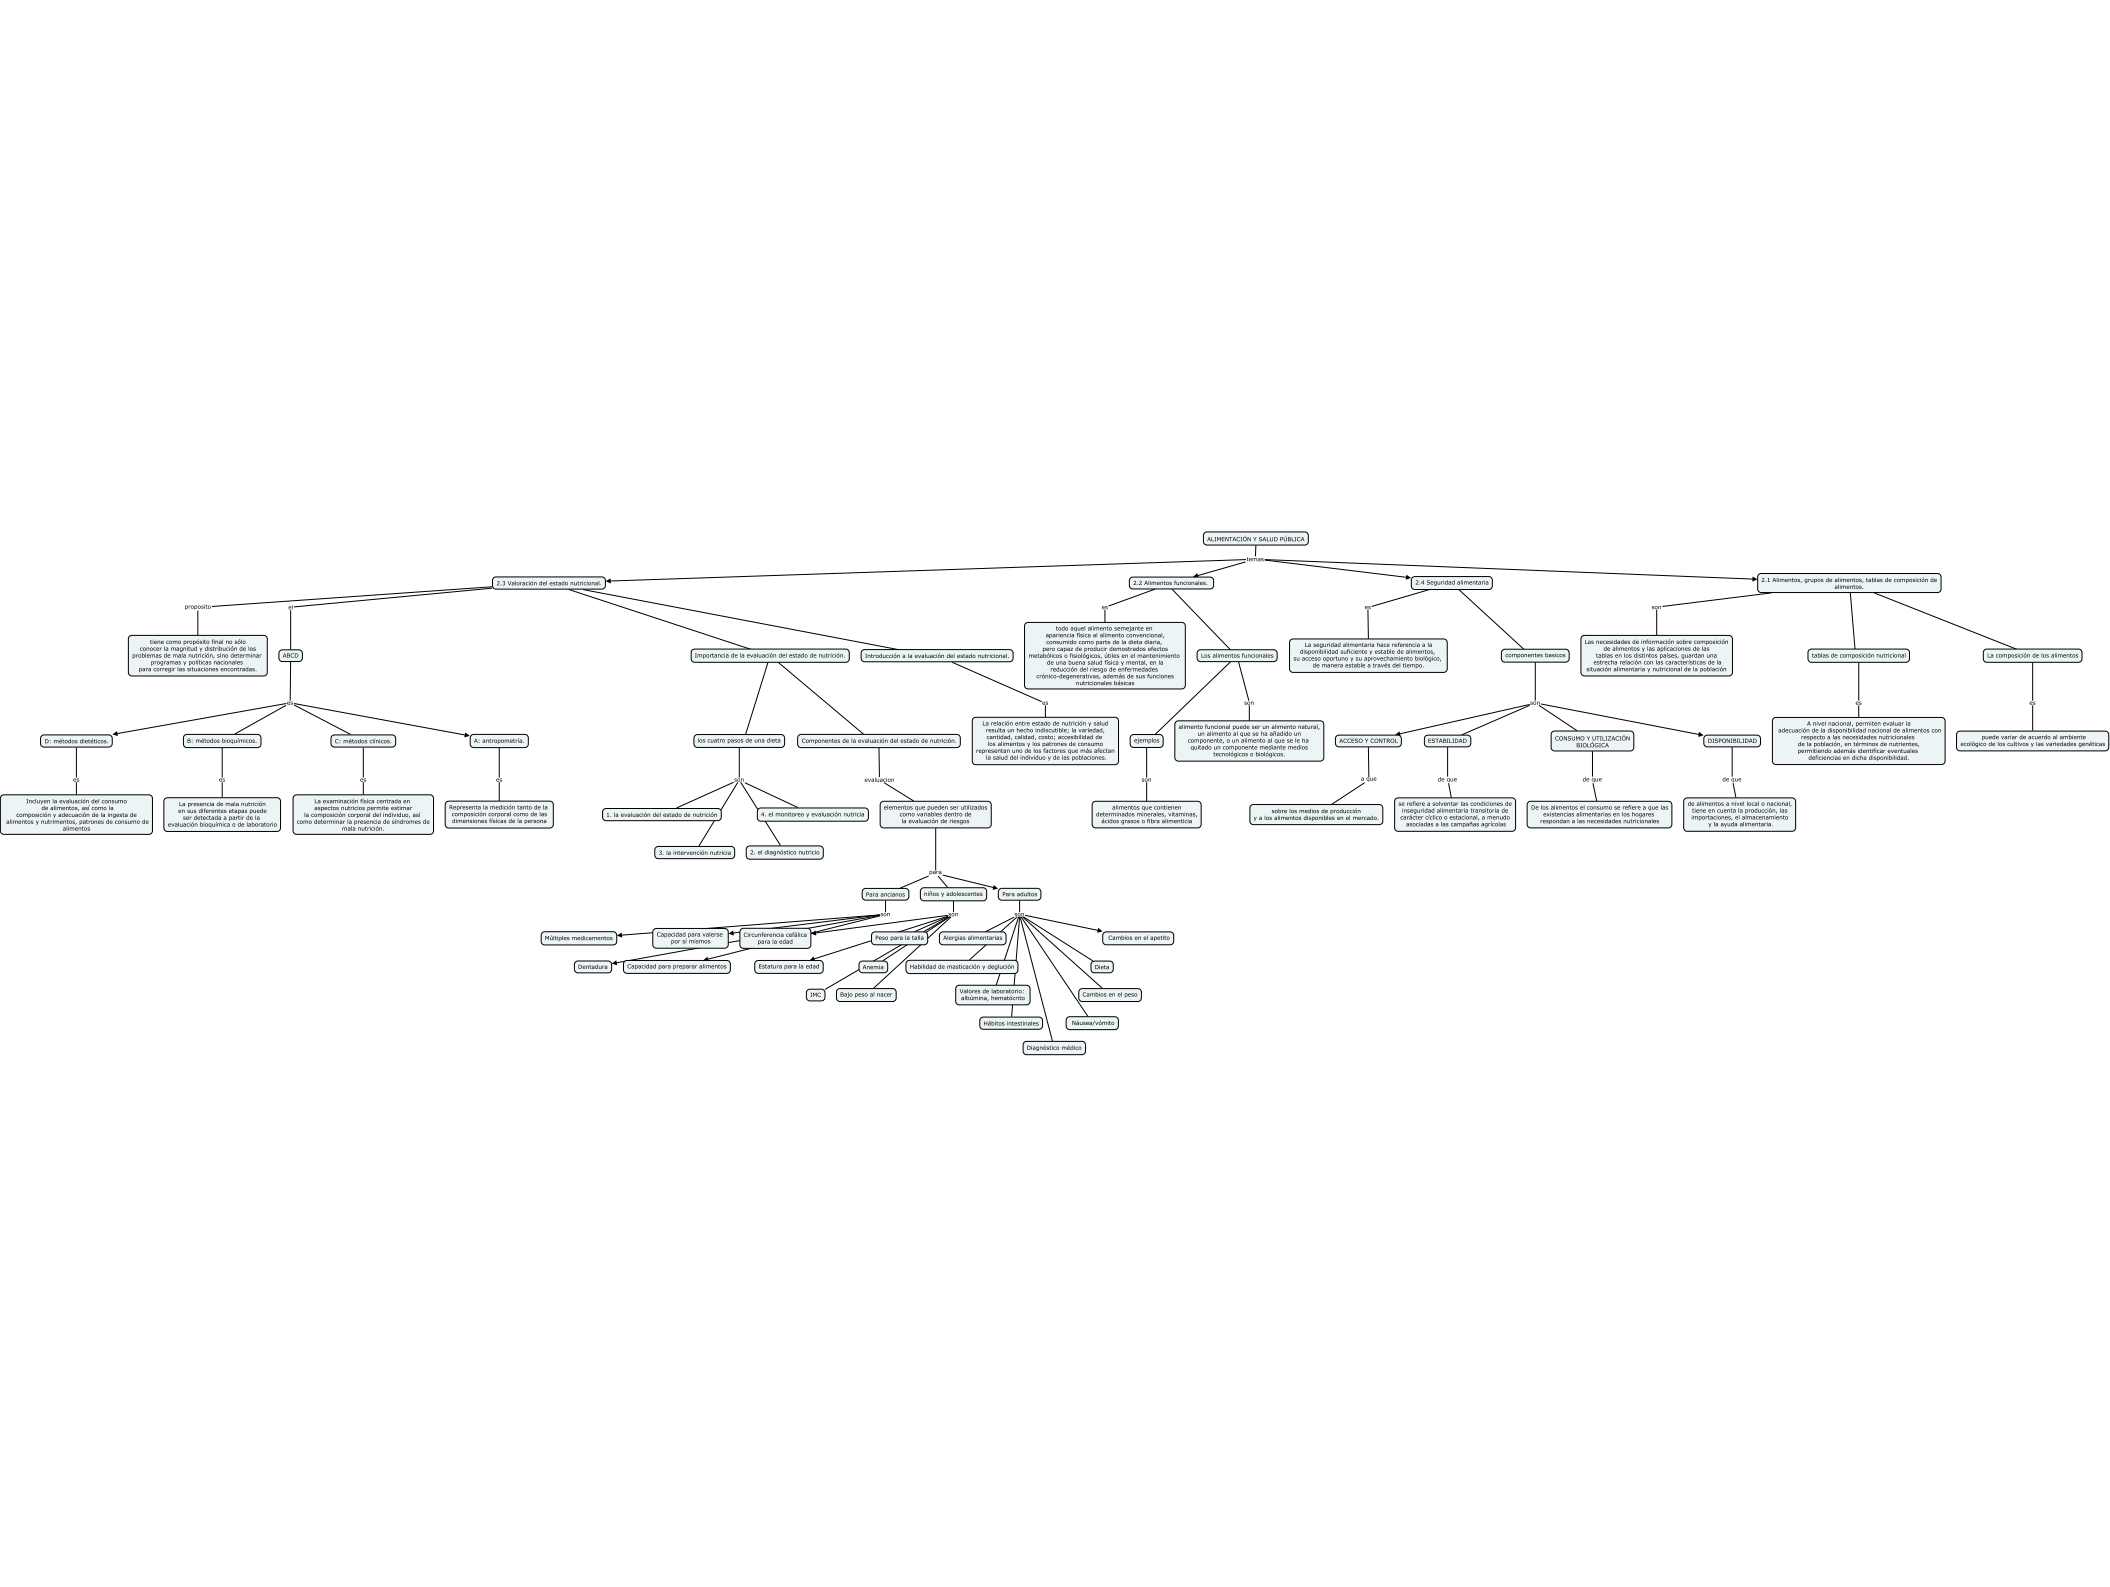 ALIMENTACIÓN Y SALUD PÚBLICA
temas
2.3 Valoración del estado nutricional.
2.2 Alimentos funcionales.
2.4 Seguridad alimentaria
2.1 Alimentos, grupos de alimentos, tablas de composición de
alimentos.
proposito
el
es
es
son
tiene como propósito final no sólo
conocer la magnitud y distribución de los
problemas de mala nutrición, sino determinar
programas y políticas nacionales
para corregir las situaciones encontradas.
ABCD
Importancia de la evaluación del estado de nutrición.
Introducción a la evaluación del estado nutricional.
todo aquel alimento semejante en
apariencia física al alimento convencional,
consumido como parte de la dieta diaria,
pero capaz de producir demostrados efectos
metabólicos o fisiológicos, útiles en el mantenimiento
de una buena salud física y mental, en la
reducción del riesgo de enfermedades
crónico-degenerativas, además de sus funciones
nutricionales básicas
Los alimentos funcionales
La seguridad alimentaria hace referencia a la
disponibilidad suficiente y estable de alimentos,
su acceso oportuno y su aprovechamiento biológico,
de manera estable a través del tiempo.
componentes basicos
Las necesidades de información sobre composición
de alimentos y las aplicaciones de las
tablas en los distintos países, guardan una
estrecha relación con las características de la
situación alimentaria y nutricional de la población
tablas de composición nutricional
La composición de los alimentos
es
es
son
son
es
es
D: métodos dietéticos.
B: métodos bioquímicos.
C: métodos clínicos.
A: antropometría.
los cuatro pasos de una dieta
Componentes de la evaluación del estado de nutrición.
La relación entre estado de nutrición y salud
resulta un hecho indiscutible; la variedad,
cantidad, calidad, costo; accesibilidad de
los alimentos y los patrones de consumo
representan uno de los factores que más afectan
la salud del individuo y de las poblaciones.
ejemplos
alimento funcional puede ser un alimento natural,
un alimento al que se ha añadido un
componente, o un alimento al que se le ha
quitado un componente mediante medios
tecnológicos o biológicos.
ACCESO Y CONTROL
ESTABILIDAD
CONSUMO Y UTILIZACIÓN
BIOLÓGICA
DISPONIBILIDAD
A nivel nacional, permiten evaluar la
adecuación de la disponibilidad nacional de alimentos con
respecto a las necesidades nutricionales
de la población, en términos de nutrientes,
permitiendo además identificar eventuales
deficiencias en dicha disponibilidad.
puede variar de acuerdo al ambiente
ecológico de los cultivos y las variedades genéticas
es
es
es
es
son
evaluacion
son
a que
de que
de que
de que
Incluyen la evaluación del consumo
de alimentos, así como la
composición y adecuación de la ingesta de
alimentos y nutrimentos, patrones de consumo de
alimentos
La presencia de mala nutrición
en sus diferentes etapas puede
ser detectada a partir de la
evaluación bioquímica o de laboratorio
La examinación física centrada en
aspectos nutricios permite estimar
la composición corporal del individuo, así
como determinar la presencia de síndromes de
mala nutrición.
Representa la medición tanto de la
composición corporal como de las
dimensiones físicas de la persona
1. la evaluación del estado de nutrición
4. el monitoreo y evaluación nutricia
elementos que pueden ser utilizados
como variables dentro de
la evaluación de riesgos
alimentos que contienen
determinados minerales, vitaminas,
ácidos grasos o fibra alimenticia
sobre los medios de producción
y a los alimentos disponibles en el mercado.
se refiere a solventar las condiciones de
inseguridad alimentaria transitoria de
carácter cíclico o estacional, a menudo
asociadas a las campañas agrícolas
De los alimentos el consumo se refiere a que las
existencias alimentarias en los hogares
respondan a las necesidades nutricionales
de alimentos a nivel local o nacional,
tiene en cuenta la producción, las
importaciones, el almacenamiento
y la ayuda alimentaria.
3. la intervención nutricia
2. el diagnóstico nutricio
para
Para ancianos
niños y adolescentes
Para adultos
son
son
son
Múltiples medicamentos
Capacidad para valerse
por sí mismos
Circunferencia cefálica
para la edad
Peso para la talla
Alergias alimentarias
Cambios en el apetito
Dentadura
Capacidad para preparar alimentos
Estatura para la edad
Anemia
Habilidad de masticación y deglución
Dieta
IMC
Bajo peso al nacer
Valores de laboratorio:
albúmina, hematócrito
Cambios en el peso
Hábitos intestinales
Náusea/vómito
Diagnóstico médico